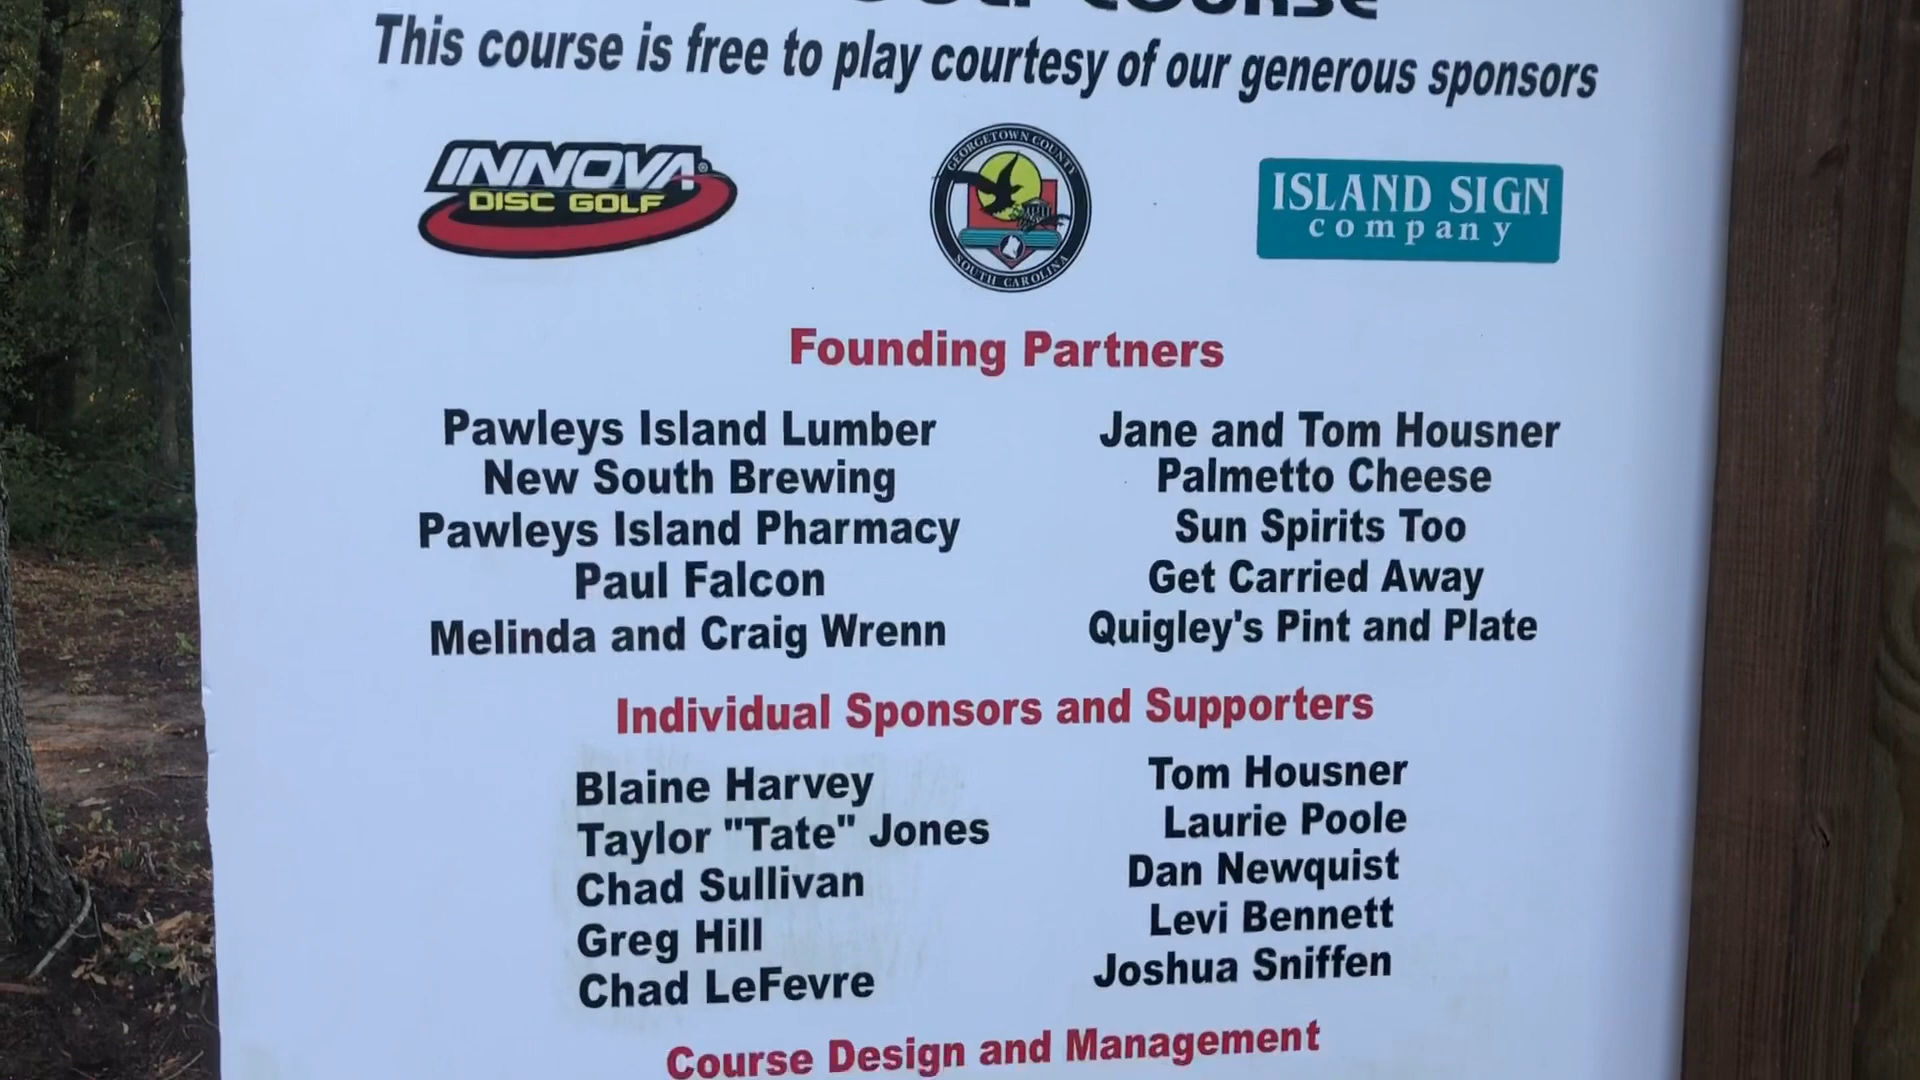 GOLF COURSE
This course is free to play courtesy of our generous sponsors
INNOVA®
DISC GOLF
GEORGETOWN COUNTY
SOUTH CAROLINA
ISLAND SIGN
company
Founding Partners
Pawleys Island Lumber
New South Brewing
Pawleys Island Pharmacy
Paul Falcon
Melinda and Craig Wrenn
Jane and Tom Housner
Palmetto Cheese
Sun Spirits Too
Get Carried Away
Quigley's Pint and Plate
Individual Sponsors and Supporters
Blaine Harvey
Taylor "Tate" Jones
Chad Sullivan
Greg Hill
Chad LeFevre
Tom Housner
Laurie Poole
Dan Newquist
Levi Bennett
Joshua Sniffen
Course Design and Management